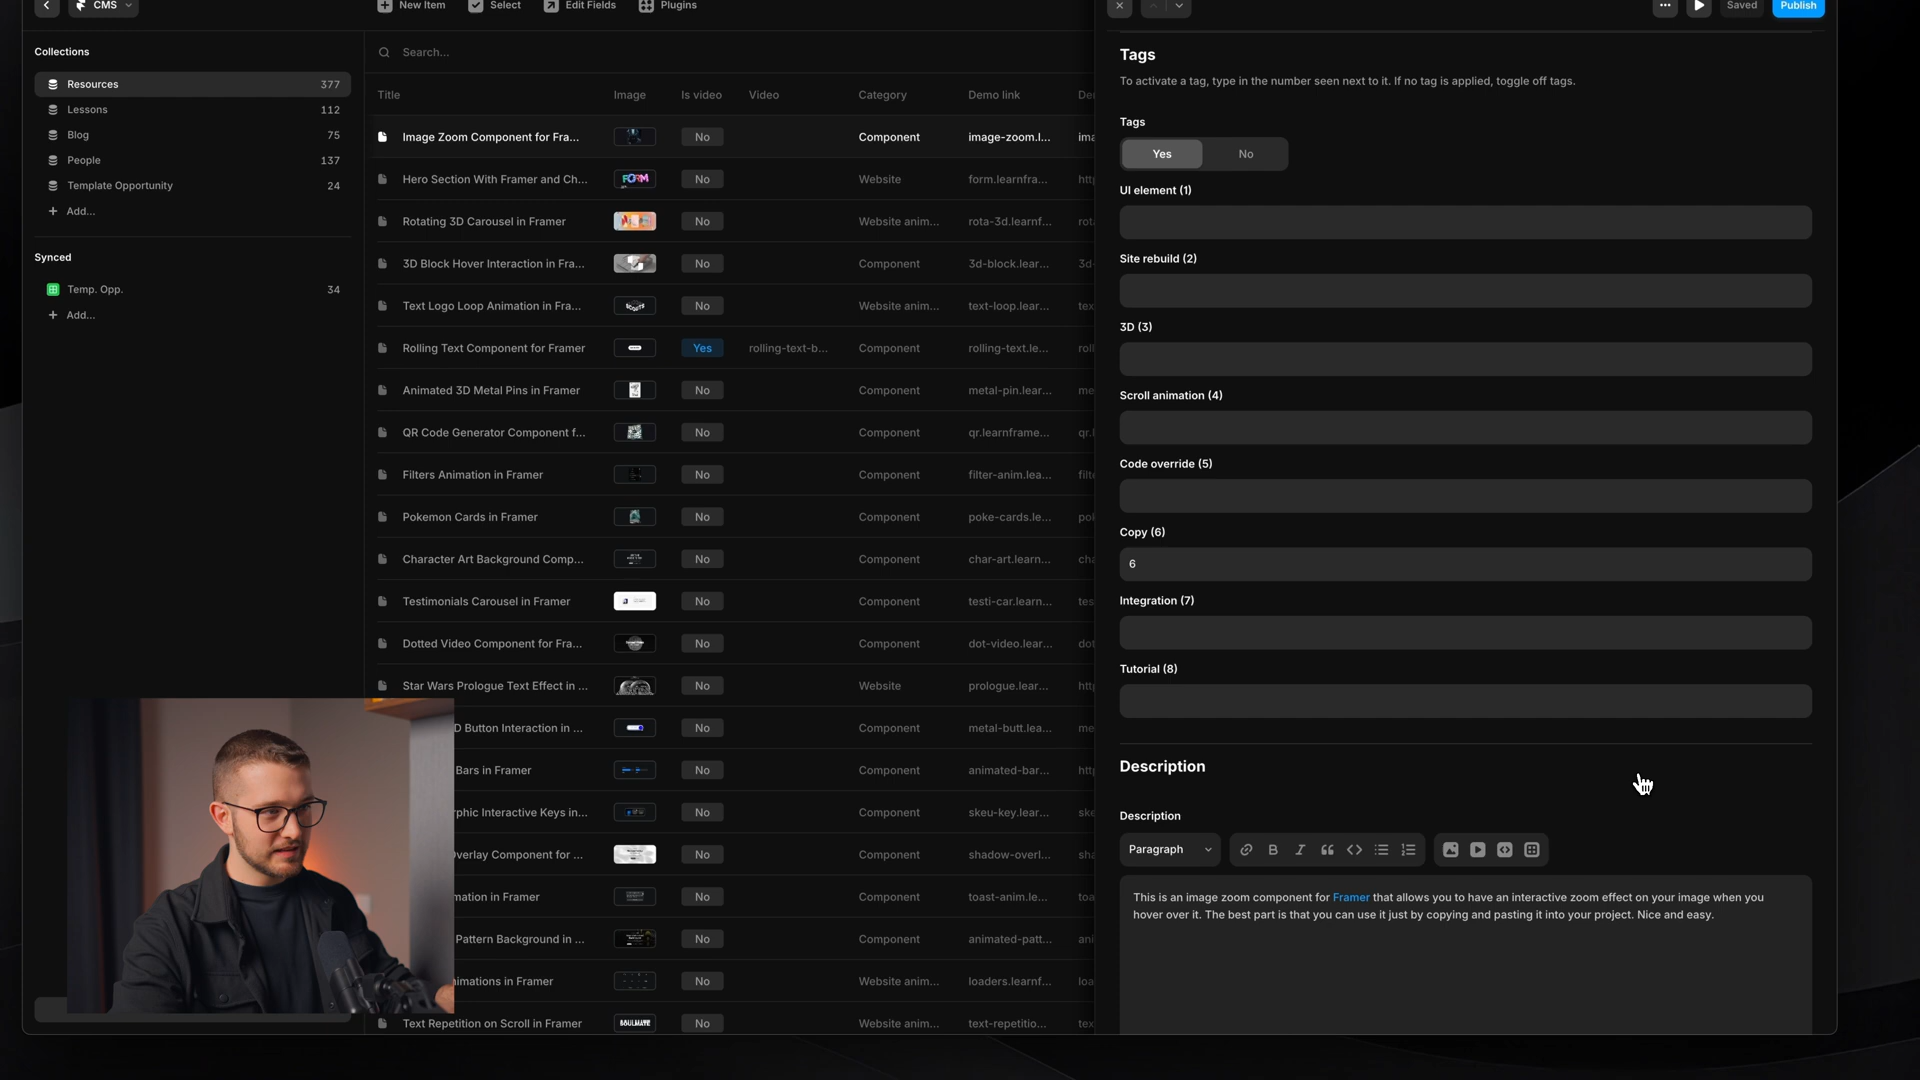 CMS
New Item
Select
Edit Fields
Plugins
Saved
Publish
Collections
Resources 377
Lessons 112
Blog 75
People 137
Template Opportunity 24
Add...
Synced
Temp. Opp. 34
Add...
Search...
Title Image Is video Video Category Demo link
Image Zoom Component for Fra... No Component image-zoom.l...
Hero Section With Framer and Ch... FORM No Website form.learnfra...
Rotating 3D Carousel in Framer No Website anim... rota-3d.learnf...
3D Block Hover Interaction in Fra... No Component 3d-block.lear...
Text Logo Loop Animation in Fra... No Website anim... text-loop.learn...
Rolling Text Component for Framer Yes rolling-text-b... Component rolling-text.le...
Animated 3D Metal Pins in Framer No Component metal-pin.lear...
QR Code Generator Component f... No Component qr.learnframe...
Filters Animation in Framer No Component filter-anim.lea...
Pokemon Cards in Framer No Component poke-cards.le...
Character Art Background Comp... No Component char-art.learn...
Testimonials Carousel in Framer No Component testi-car.learn...
Dotted Video Component for Fra... No Component dot-video.lear...
Star Wars Prologue Text Effect in ... No Website prologue.lear...
D Button Interaction in ... No Component metal-butt.lea...
Bars in Framer No Component animated-bar...
phic Interactive Keys in... No Component skeu-key.lear...
Overlay Component for ... No Component shadow-overl...
mation in Framer No Component toast-anim.le...
Pattern Background in ... No Component animated-patt...
imations in Framer No Website anim... loaders.learnf...
Text Repetition on Scroll in Framer SOULMATE No Website anim... text-repetitio...
Tags
To activate a tag, type in the number seen next to it. If no tag is applied, toggle off tags.
Tags
Yes No
UI element (1)
Site rebuild (2)
3D (3)
Scroll animation (4)
Code override (5)
Copy (6)
6
Integration (7)
Tutorial (8)
Description
Description
Paragraph
This is an image zoom component for Framer that allows you to have an interactive zoom effect on your image when you
hover over it. The best part is that you can use it just by copying and pasting it into your project. Nice and easy.